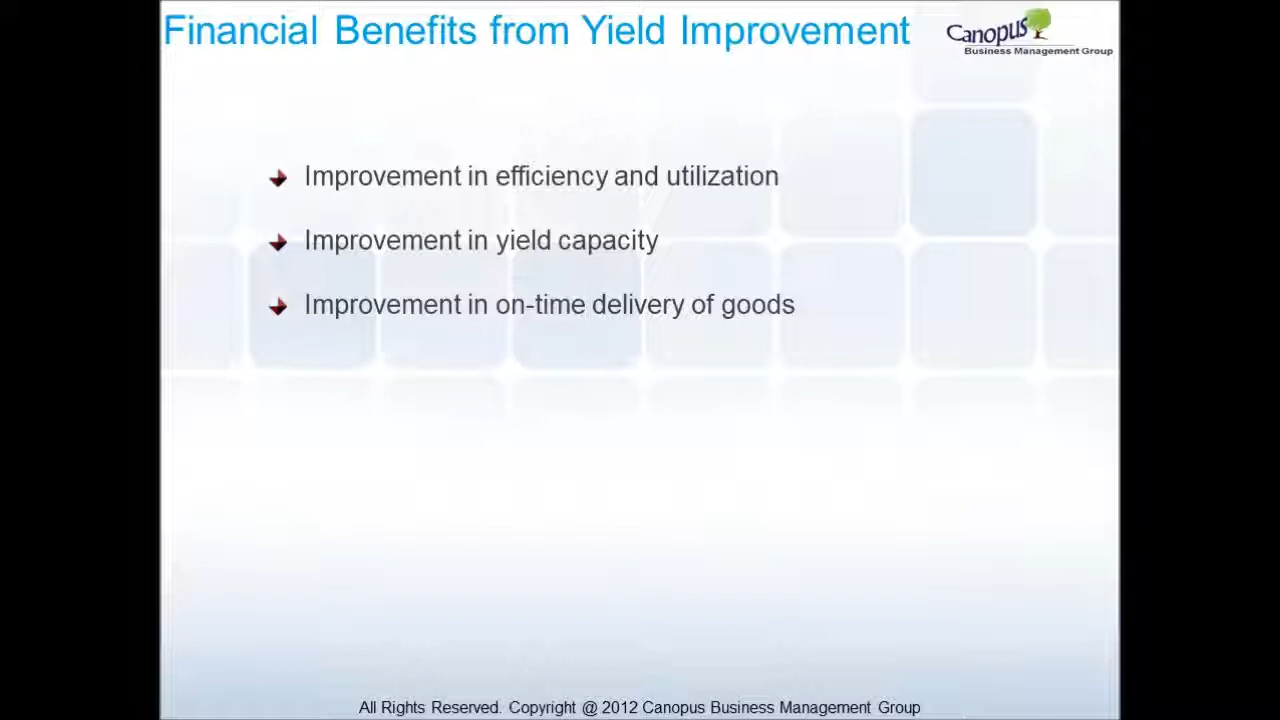 Financial Benefits from Yield Improvement
Canopus
Business Management Group
Improvement in efficiency and utilization
Improvement in yield capacity
Improvement in on-time delivery of goods
All Rights Reserved. Copyright @ 2012 Canopus Business Management Group